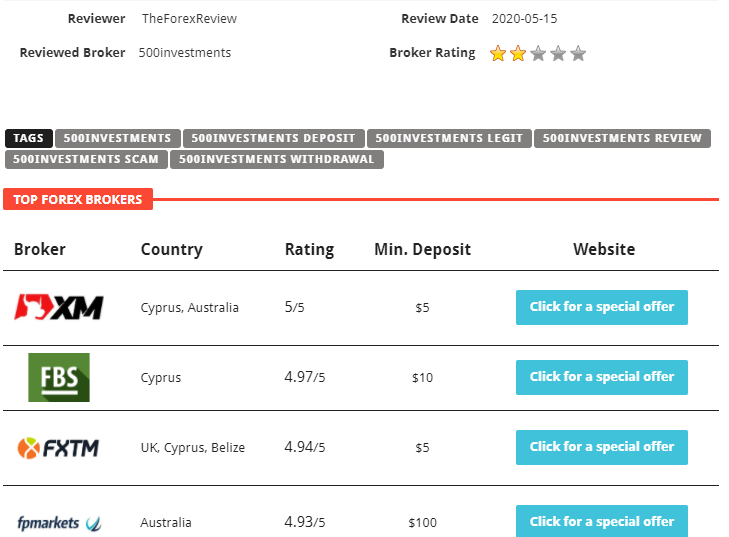 Reviewer TheForexReview Review Date 2020-05-15
Reviewed Broker 500investments Broker Rating
TAGS 500INVESTMENTS 500INVESTMENTS DEPOSIT 500INVESTMENTS LEGIT 500INVESTMENTS REVIEW
500INVESTMENTS SCAM 500INVESTMENTS WITHDRAWAL
TOP FOREX BROKERS
Broker Country Rating Min. Deposit Website
XM Cyprus, Australia 5/5 $5 Click for a special offer
FBS Cyprus 4.97/5 $10 Click for a special offer
FXTM UK, Cyprus, Belize 4.94/5 $5 Click for a special offer
fpmarkets Australia 4.93/5 $100 Click for a special offer